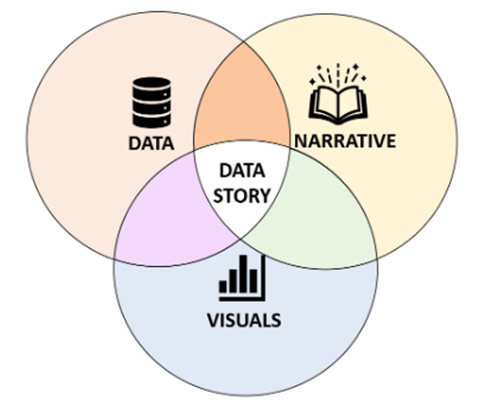 DATA
NARRATIVE
DATA
STORY
VISUALS